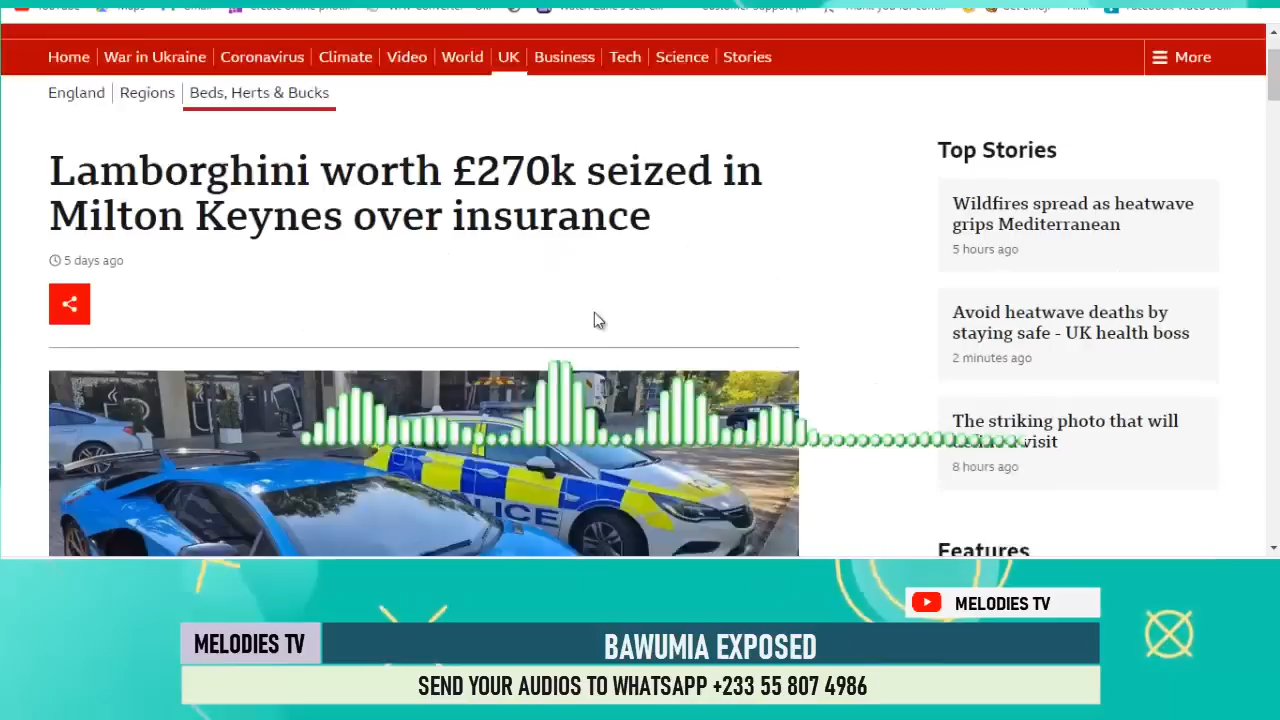 Home War in Ukraine Coronavirus Climate Video World UK Business Tech Science Stories More
England Regions Beds, Herts & Bucks
Lamborghini worth £270k seized in
Milton Keynes over insurance
5 days ago
Top Stories
Wildfires spread as heatwave
grips Mediterranean
5 hours ago
Avoid heatwave deaths by
staying safe - UK health boss
2 minutes ago
The striking photo that will
visit
8 hours ago
Features
LICE
MELODIES TV
MELODIES TV
BAWUMIA EXPOSED
SEND YOUR AUDIOS TO WHATSAPP +233 55 807 4986